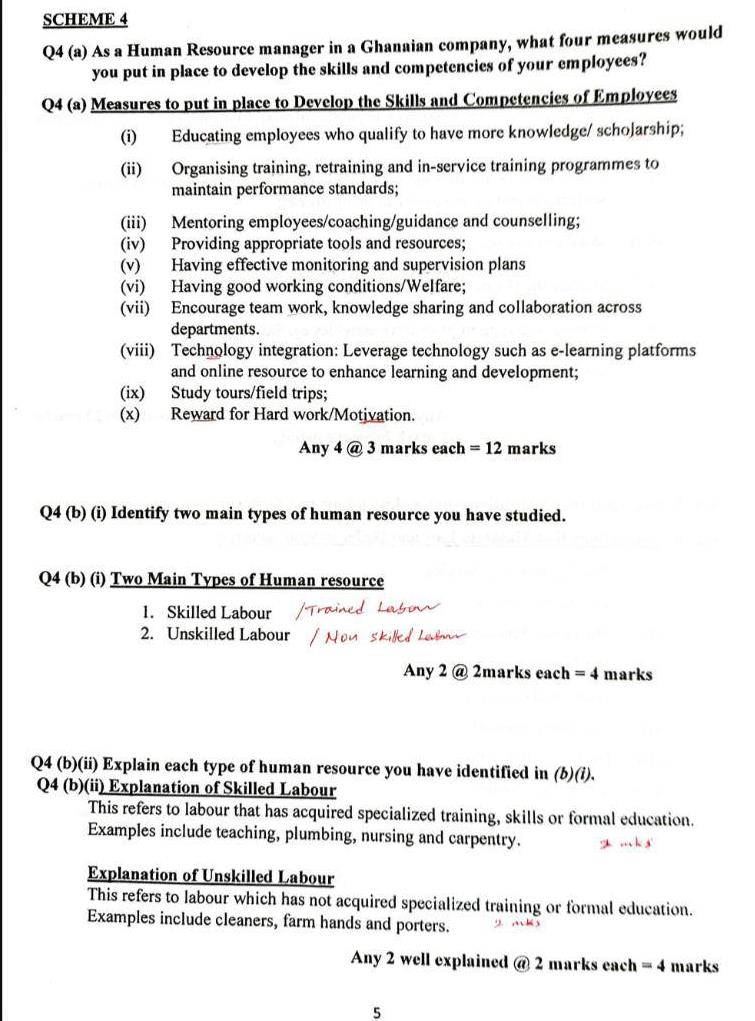 SCHEME 4
Q4 (a) As a Human Resource manager in a Ghanaian company, what four measures would
you put in place to develop the skills and competencies of your employees?
Q4 (a) Measures to put in place to Develop the Skills and Competencies of Employees
(i) Educating employees who qualify to have more knowledge/ scholarship;
(ii) Organising training, retraining and in-service training programmes to
maintain performance standards;
(iii) Mentoring employees/coaching/guidance and counselling;
(iv) Providing appropriate tools and resources;
(v) Having effective monitoring and supervision plans
(vi) Having good working conditions/Welfare;
(vii) Encourage team work, knowledge sharing and collaboration across
departments.
(viii) Technology integration: Leverage technology such as e-learning platforms
and online resource to enhance learning and development;
(ix) Study tours/field trips;
(x) Reward for Hard work/Motivation.
Any 4 @ 3 marks each = 12 marks
Q4 (b) (i) Identify two main types of human resource you have studied.
Q4 (b) (i) Two Main Types of Human resource
1. Skilled Labour /Trained Labour
2. Unskilled Labour / Non skilled Labour
Any 2 @ 2marks each = 4 marks
Q4 (b)(ii) Explain each type of human resource you have identified in (b)(i).
Q4 (b)(ii) Explanation of Skilled Labour
This refers to labour that has acquired specialized training, skills or formal education.
Examples include teaching, plumbing, nursing and carpentry. 2 mks
Explanation of Unskilled Labour
This refers to labour which has not acquired specialized training or formal education.
Examples include cleaners, farm hands and porters. 2 mks
Any 2 well explained @ 2 marks each = 4 marks
5